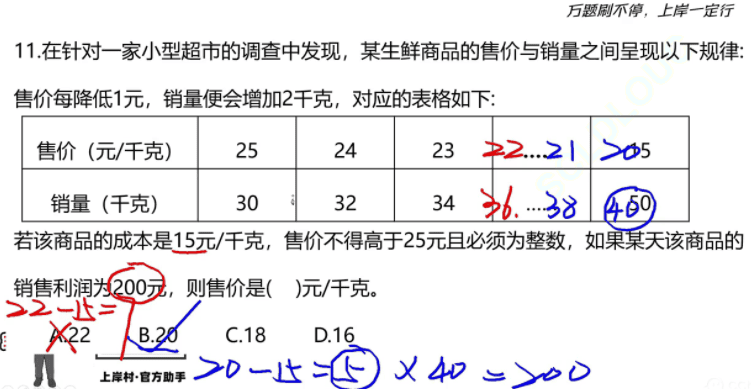 万题刷不停，上岸一定行
11.在针对一家小型超市的调查中发现，某生鲜商品的售价与销量之间呈现以下规律:
售价每降低1元，销量便会增加2千克，对应的表格如下:
售价（元/千克） 25 24 23 22 .... 21 20 15
销量（千克） 30 32 34 36. .... 38 40 50
若该商品的成本是15元/千克，售价不得高于25元且必须为整数，如果某天该商品的
销售利润为200元，则售价是( )元/千克。
22-15=7
A.22 B.20 C.18 D.16
上岸村·官方助手 20-15=5×40=200